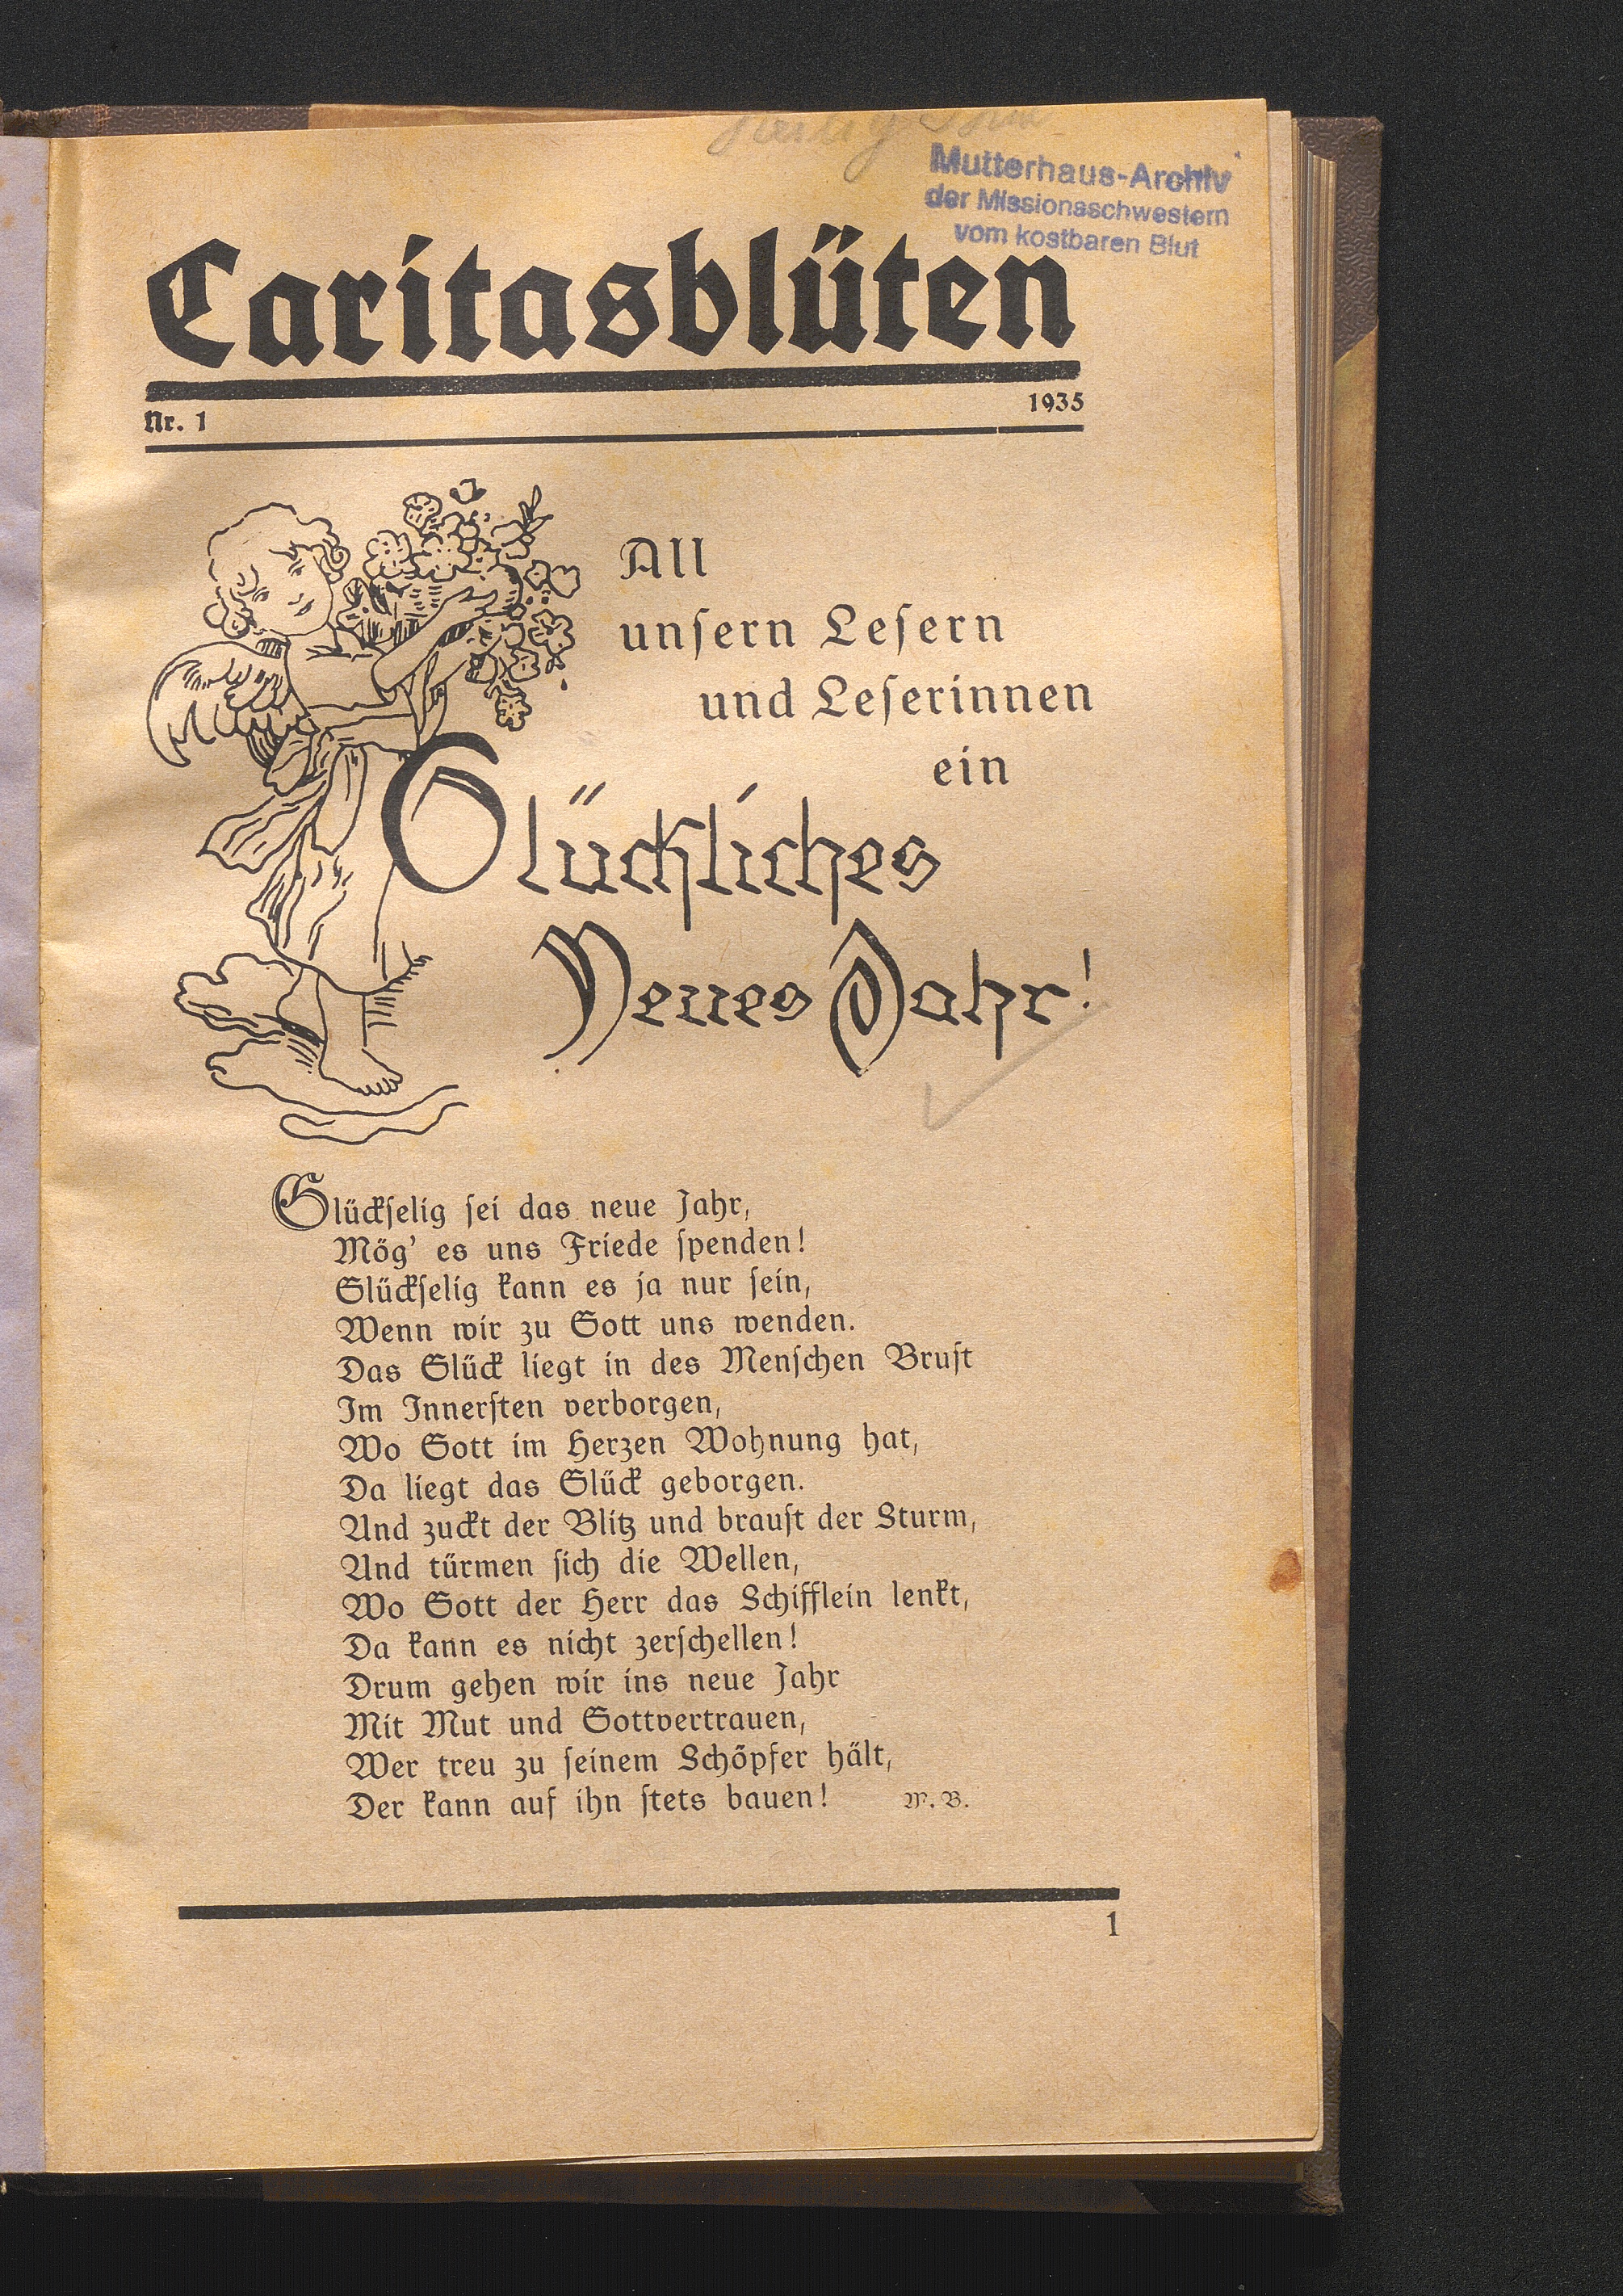 Mutterhaus-Archiv
der Missionsschwestern
vom kostbaren Blut
Caritasblüten
Nr. 1 1935
All
unsern Lesern
und Leserinnen
ein
Glückliches
Neues Jahr!
Glückselig sei das neue Jahr,
Mög' es uns Friede spenden!
Glückselig kann es ja nur sein,
Wenn wir zu Gott uns wenden.
Das Glück liegt in des Menschen Brust
Im Innersten verborgen,
Wo Gott im Herzen Wohnung hat,
Da liegt das Glück geborgen.
Und zuckt der Blitz und braust der Sturm,
Und türmen sich die Wellen,
Wo Gott der Herr das Schifflein lenkt,
Da kann es nicht zerschellen!
Drum gehen wir ins neue Jahr
Mit Mut und Gottvertrauen,
Wer treu zu seinem Schöpfer hält,
Der kann auf ihn stets bauen! W. B.
1